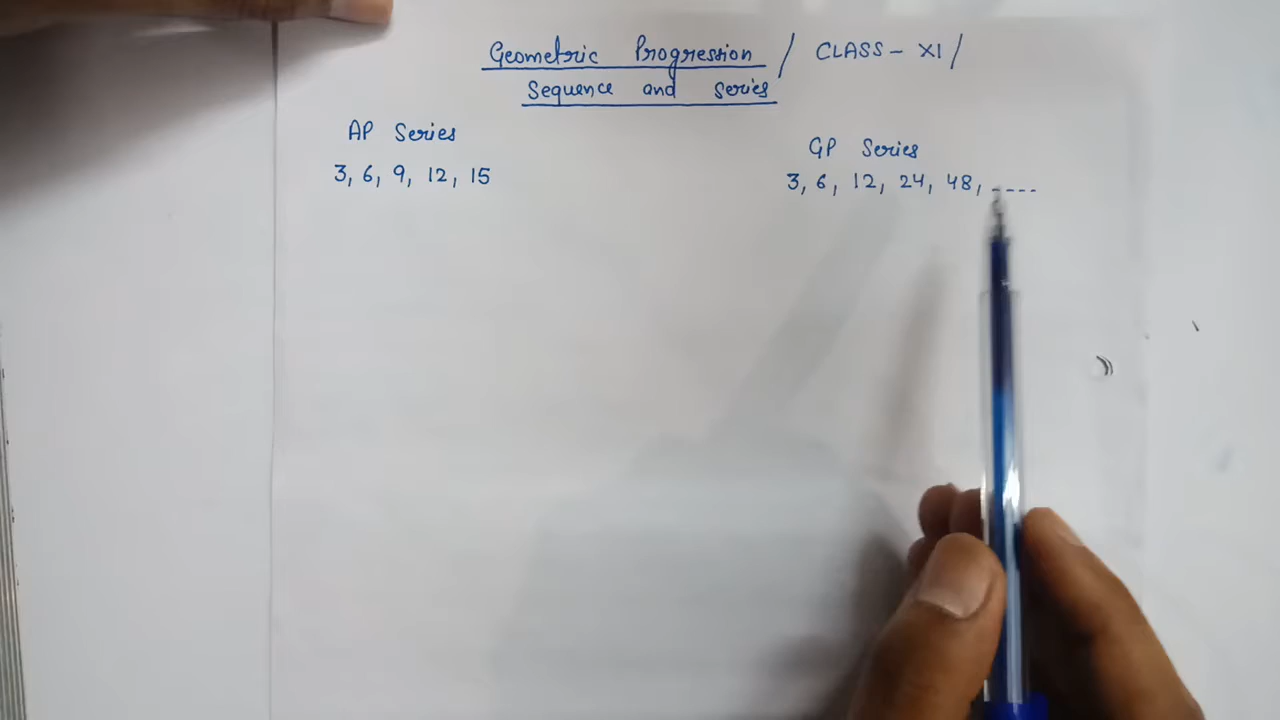 Geometric Progression / CLASS - XI /
Sequence and Series
AP Series
3, 6, 9, 12, 15
GP Series
3, 6, 12, 24, 48, ----